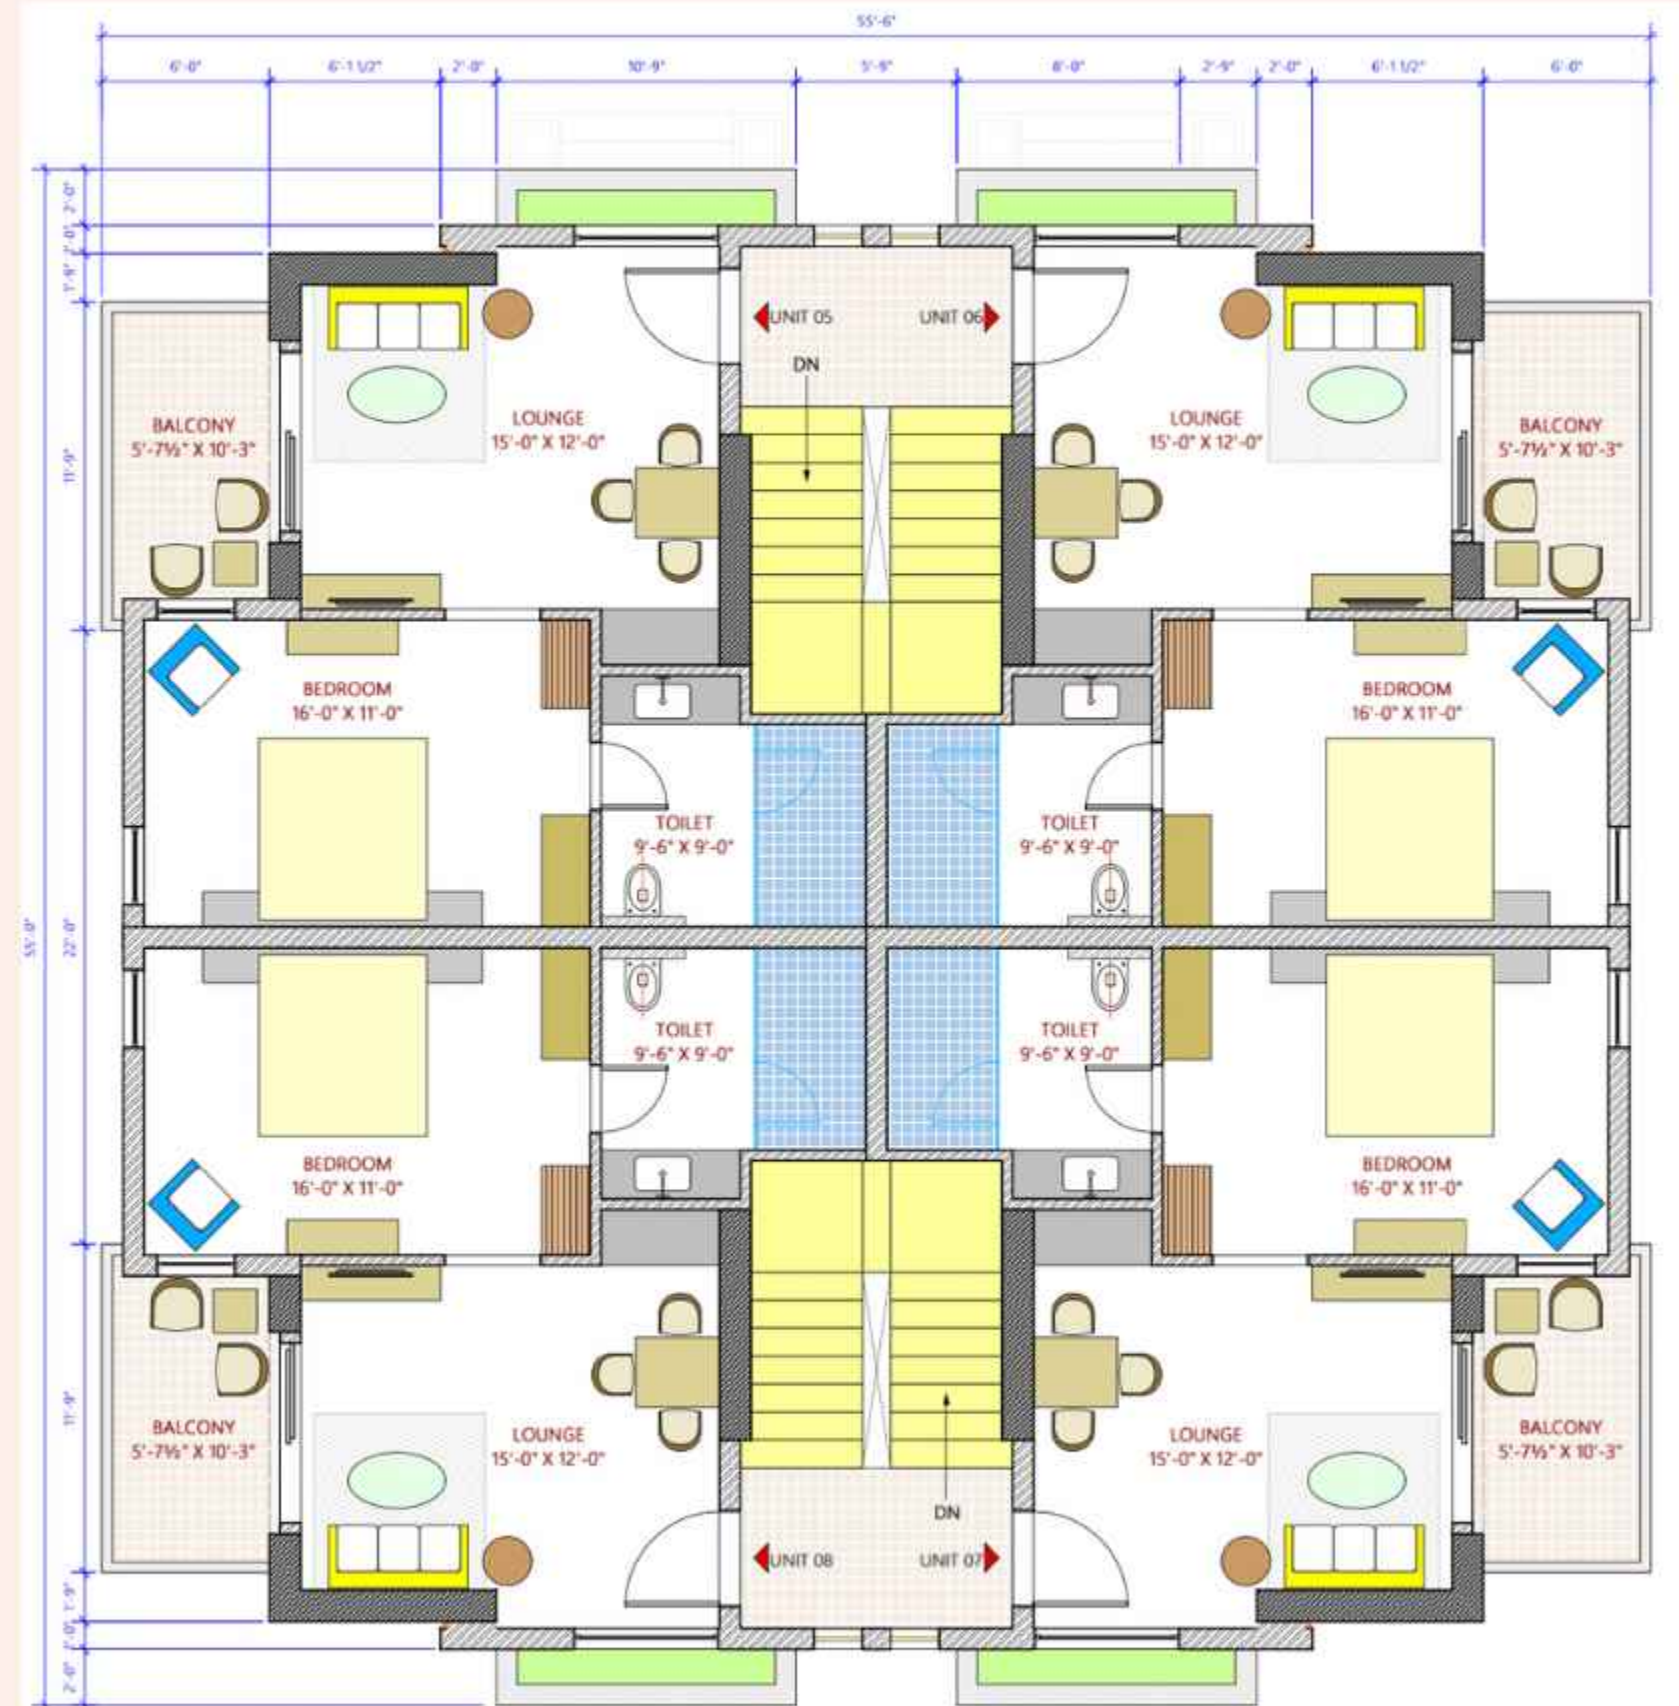 55'-6"
6'-0" 6'-1 1/2" 2'-0" 10'-9" 5'-9" 8'-0" 2'-9" 2'-0" 6'-1 1/2" 6'-0"
2'-0"
1'-9"
11'-9"
22'-0"
55'-0"
11'-9"
1'-9"
2'-0"
UNIT 05 UNIT 06
DN
BALCONY
5'-7½" X 10'-3"
LOUNGE
15'-0" X 12'-0"
LOUNGE
15'-0" X 12'-0"
BALCONY
5'-7½" X 10'-3"
BEDROOM
16'-0" X 11'-0"
BEDROOM
16'-0" X 11'-0"
TOILET
9'-6" X 9'-0"
TOILET
9'-6" X 9'-0"
TOILET
9'-6" X 9'-0"
TOILET
9'-6" X 9'-0"
BEDROOM
16'-0" X 11'-0"
BEDROOM
16'-0" X 11'-0"
BALCONY
5'-7½" X 10'-3"
LOUNGE
15'-0" X 12'-0"
LOUNGE
15'-0" X 12'-0"
BALCONY
5'-7½" X 10'-3"
DN
UNIT 08 UNIT 07